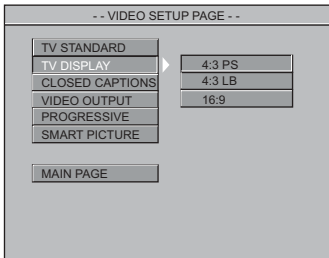 - - VIDEO SETUP PAGE - -
TV STANDARD
TV DISPLAY
4:3 PS
CLOSED CAPTIONS
4:3 LB
VIDEO OUTPUT
16:9
PROGRESSIVE
SMART PICTURE
MAIN PAGE